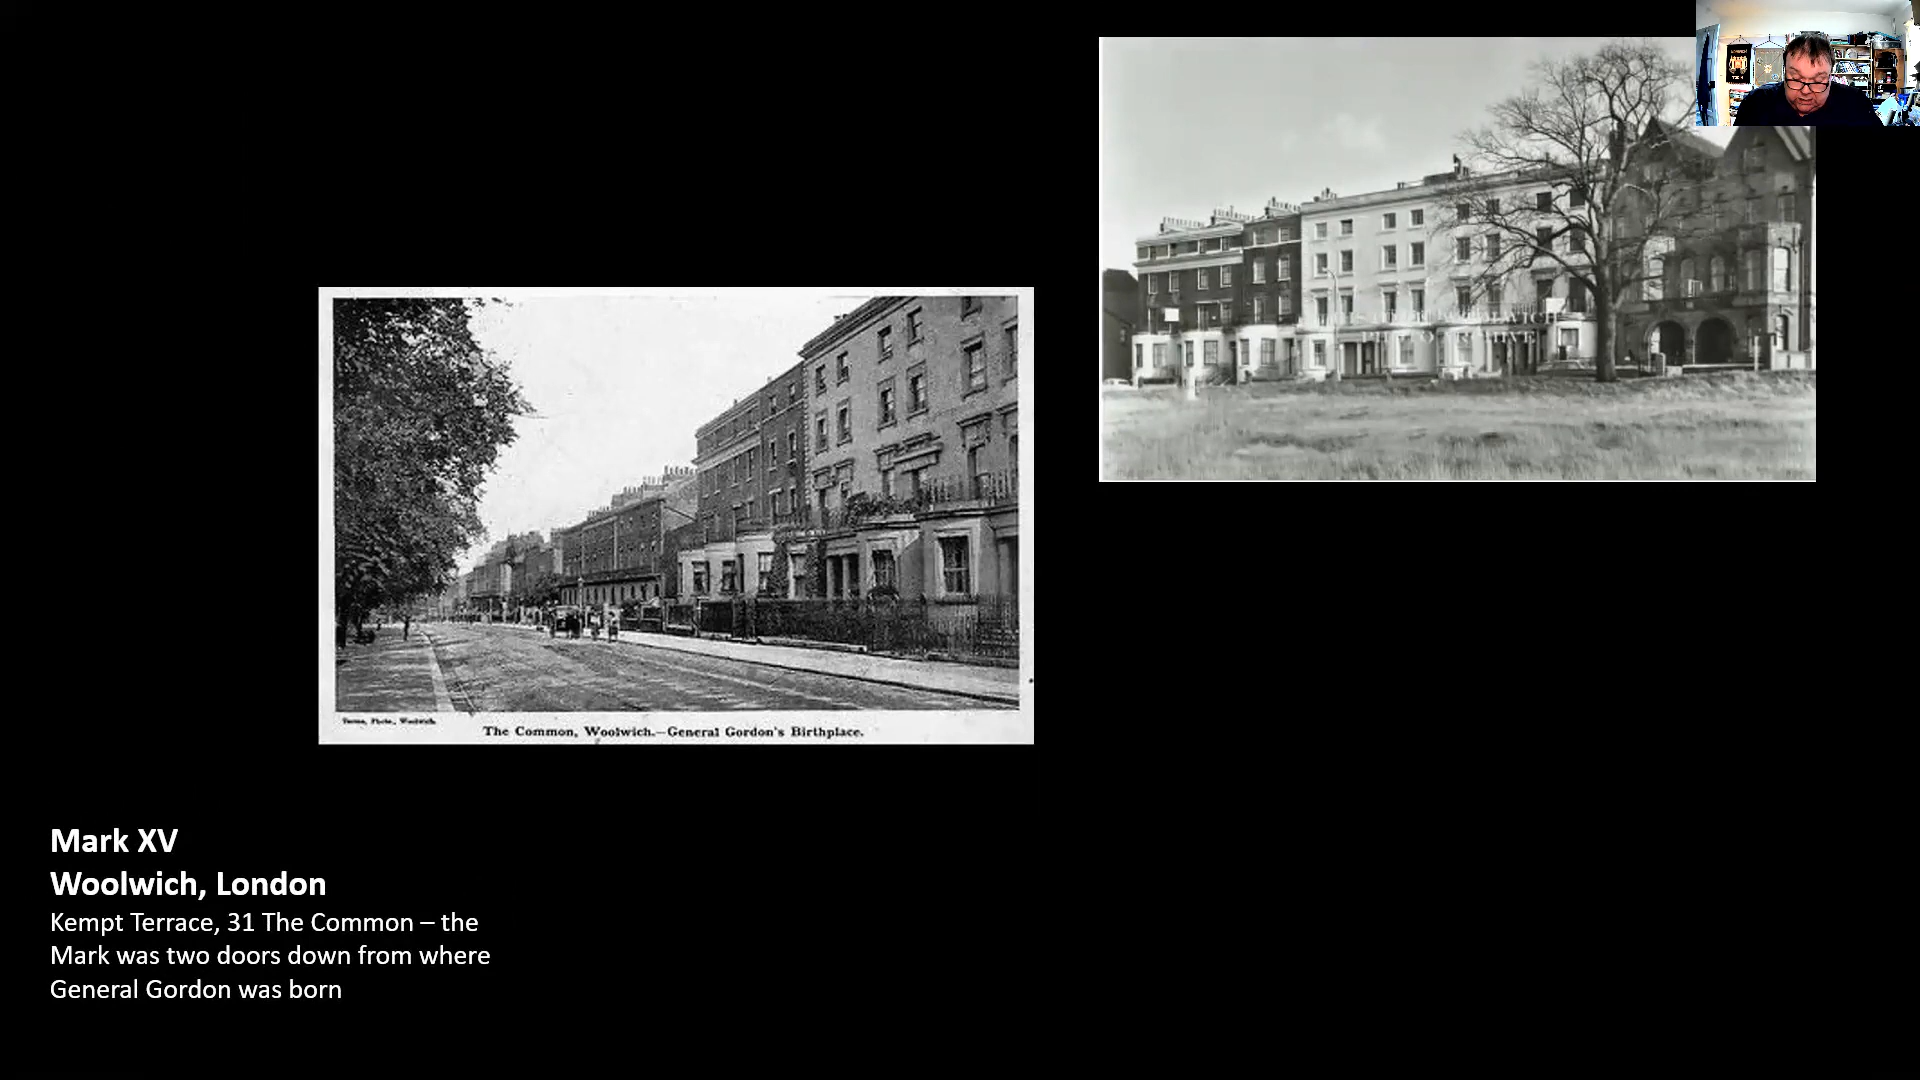 The Common, Woolwich.—General Gordon's Birthplace.
Mark XV
Woolwich, London
Kempt Terrace, 31 The Common – the
Mark was two doors down from where
General Gordon was born